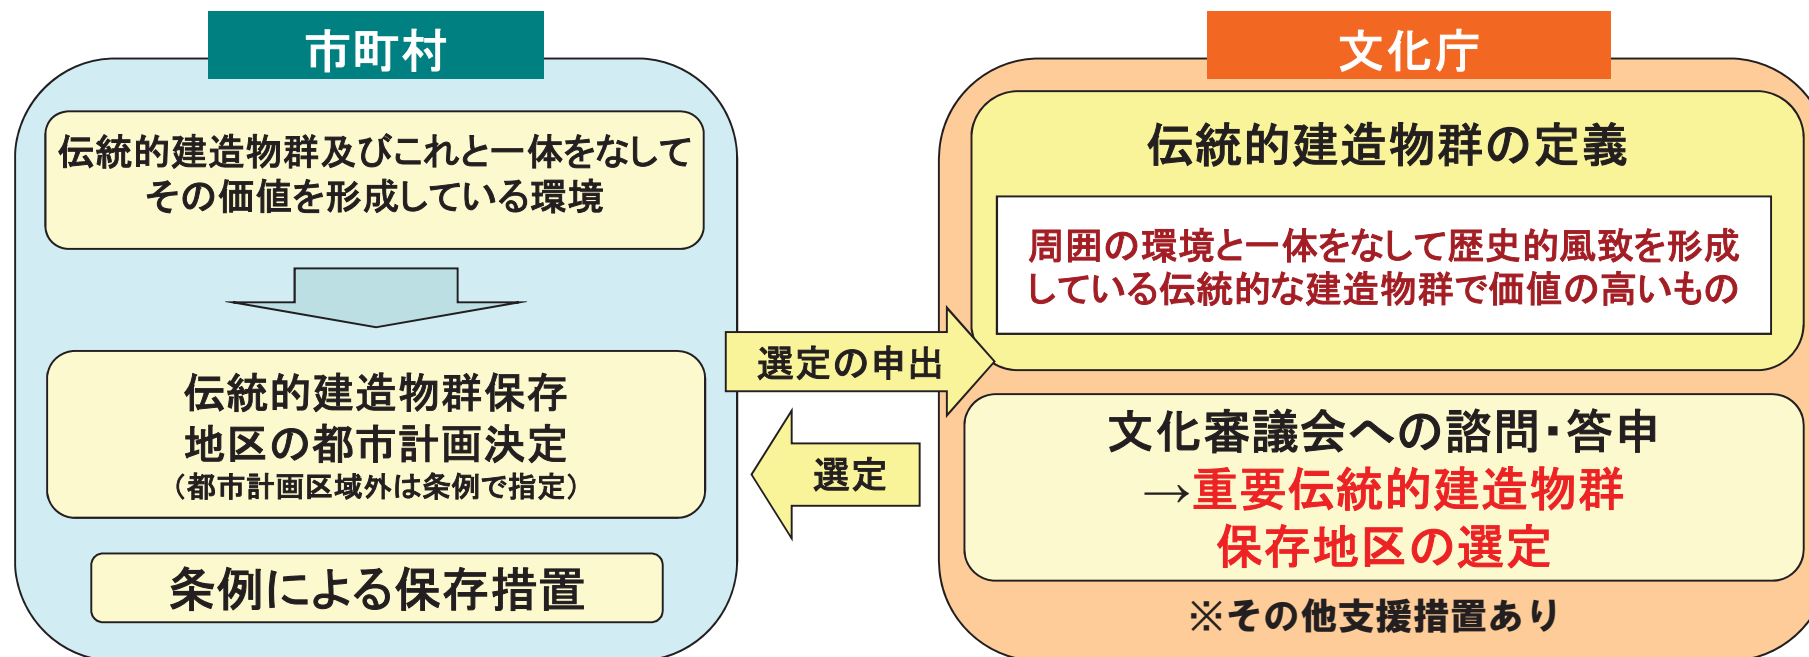 市町村
伝統的建造物群及びこれと一体をなして
その価値を形成している環境
伝統的建造物群保存
地区の都市計画決定
（都市計画区域外は条例で指定）
条例による保存措置
選定の申出
選定
文化庁
伝統的建造物群の定義
周囲の環境と一体をなして歴史的風致を形成
している伝統的な建造物群で価値の高いもの
文化審議会への諮問・答申
→重要伝統的建造物群
保存地区の選定
※その他支援措置あり